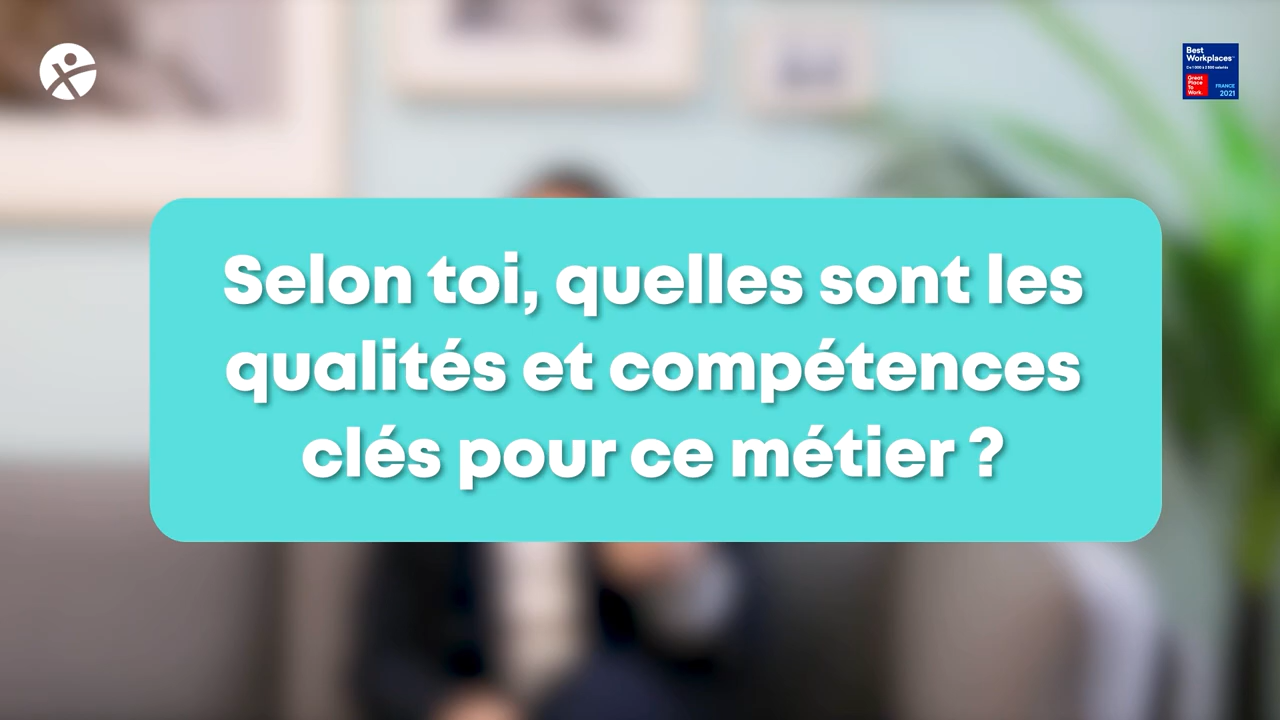 Best
Workplaces™
Great
Place
To
Work.
FRANCE
2021
Selon toi, quelles sont les
qualités et compétences
clés pour ce métier ?